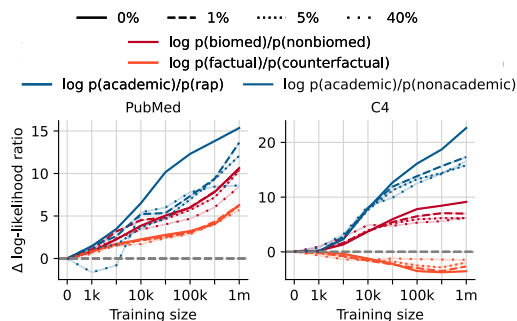 0% 1% 5% 40%
log p(biomed)/p(nonbiomed)
log p(factual)/p(counterfactual)
log p(academic)/p(rap) log p(academic)/p(nonacademic)
PubMed C4
Δ log-likelihood ratio
15
10
5
0
20
10
0
0 1k 10k 100k 1m 0 1k 10k 100k 1m
Training size Training size